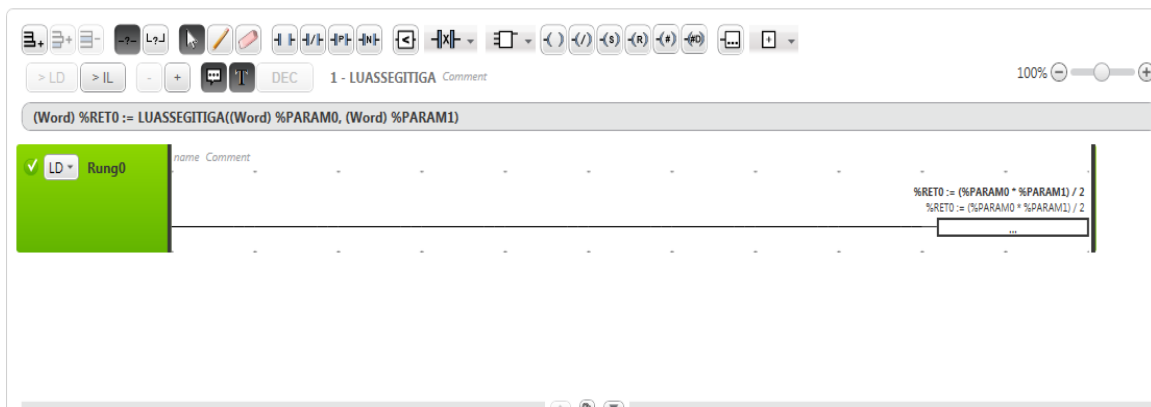 -?- L?J ( ) (/) (S) (R) (#) (#D) ...
> LD > IL - + T DEC 1 - LUASSEGITIGA Comment 100%
(Word) %RET0 := LUASSEGITIGA((Word) %PARAM0, (Word) %PARAM1)
LD Rung0 name Comment
%RET0 := (%PARAM0 * %PARAM1) / 2
%RET0 := (%PARAM0 * %PARAM1) / 2
...